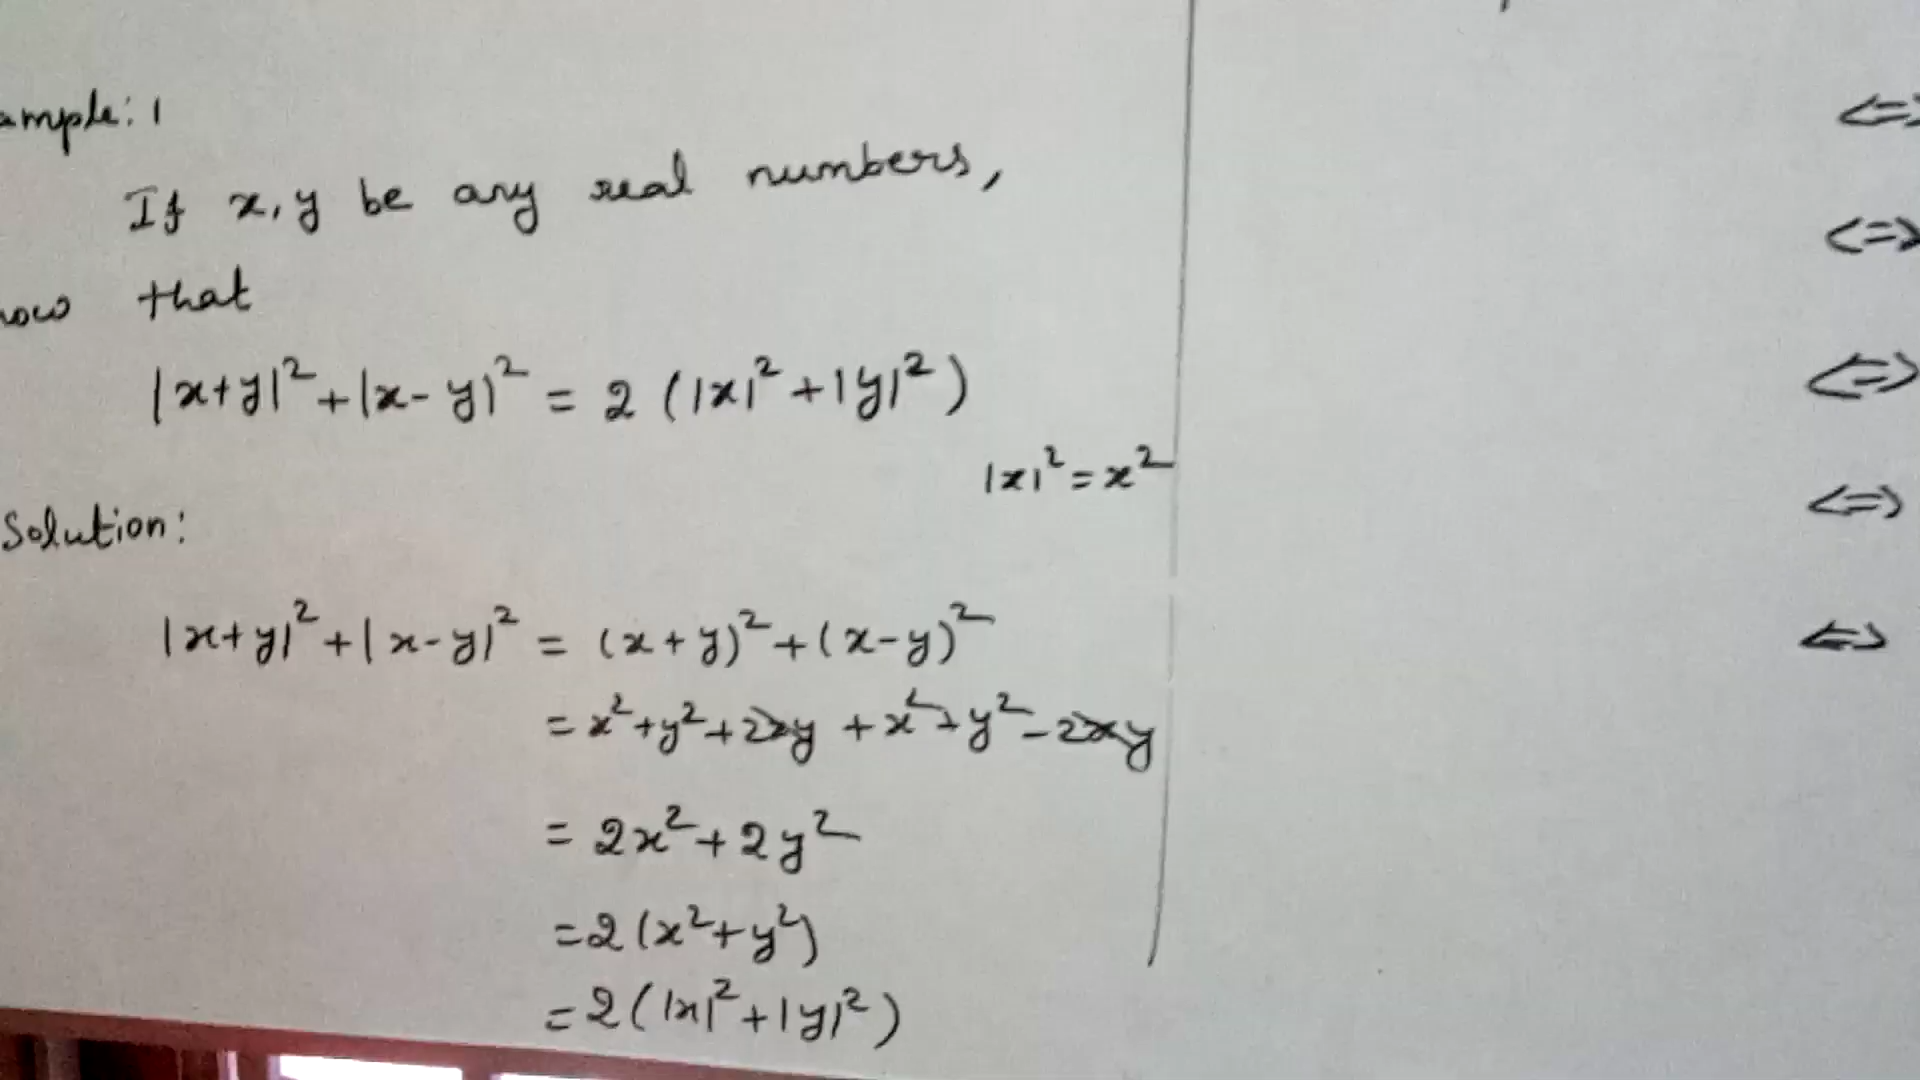 ample: 1
If x, y be any real numbers,
how that
|x+y|²+|x-y|² = 2 (|x|²+|y|²)
|x|²=x²
Solution:
|x+y|²+|x-y|² = (x+y)²+(x-y)²
= x²+y²+2xy +x²+y²-2xy
= 2x²+2y²
=2(x²+y²)
=2(|x|²+|y|²)
<=>
<=>
<=>
<=>
<=>